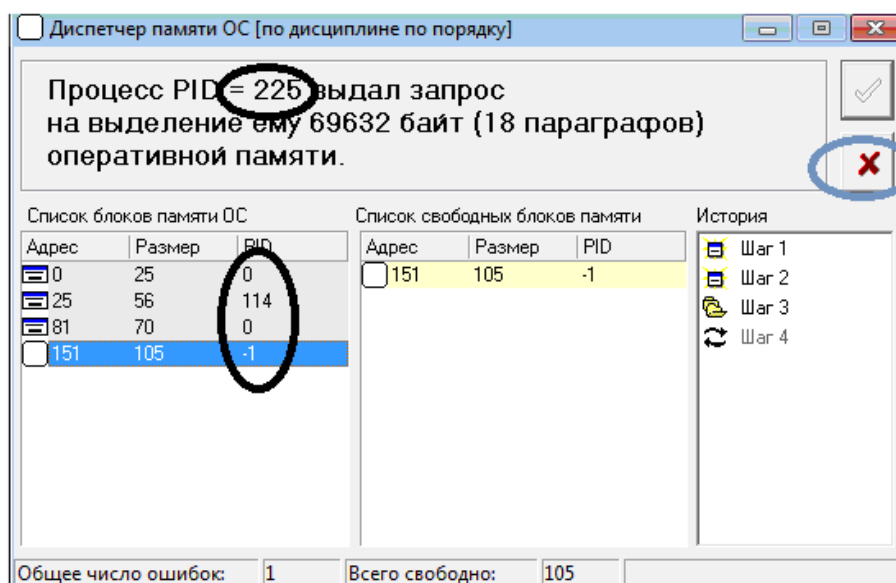 Диспетчер памяти ОС [по дисциплине по порядку]
Процесс PID = 225 выдал запрос
на выделение ему 69632 байт (18 параграфов)
оперативной памяти.
Список блоков памяти ОС
Адрес Размер PID
0 25 0
25 56 114
81 70 0
151 105 -1
Список свободных блоков памяти
Адрес Размер PID
151 105 -1
История
Шаг 1
Шаг 2
Шаг 3
Шаг 4
Общее число ошибок: 1 Всего свободно: 105